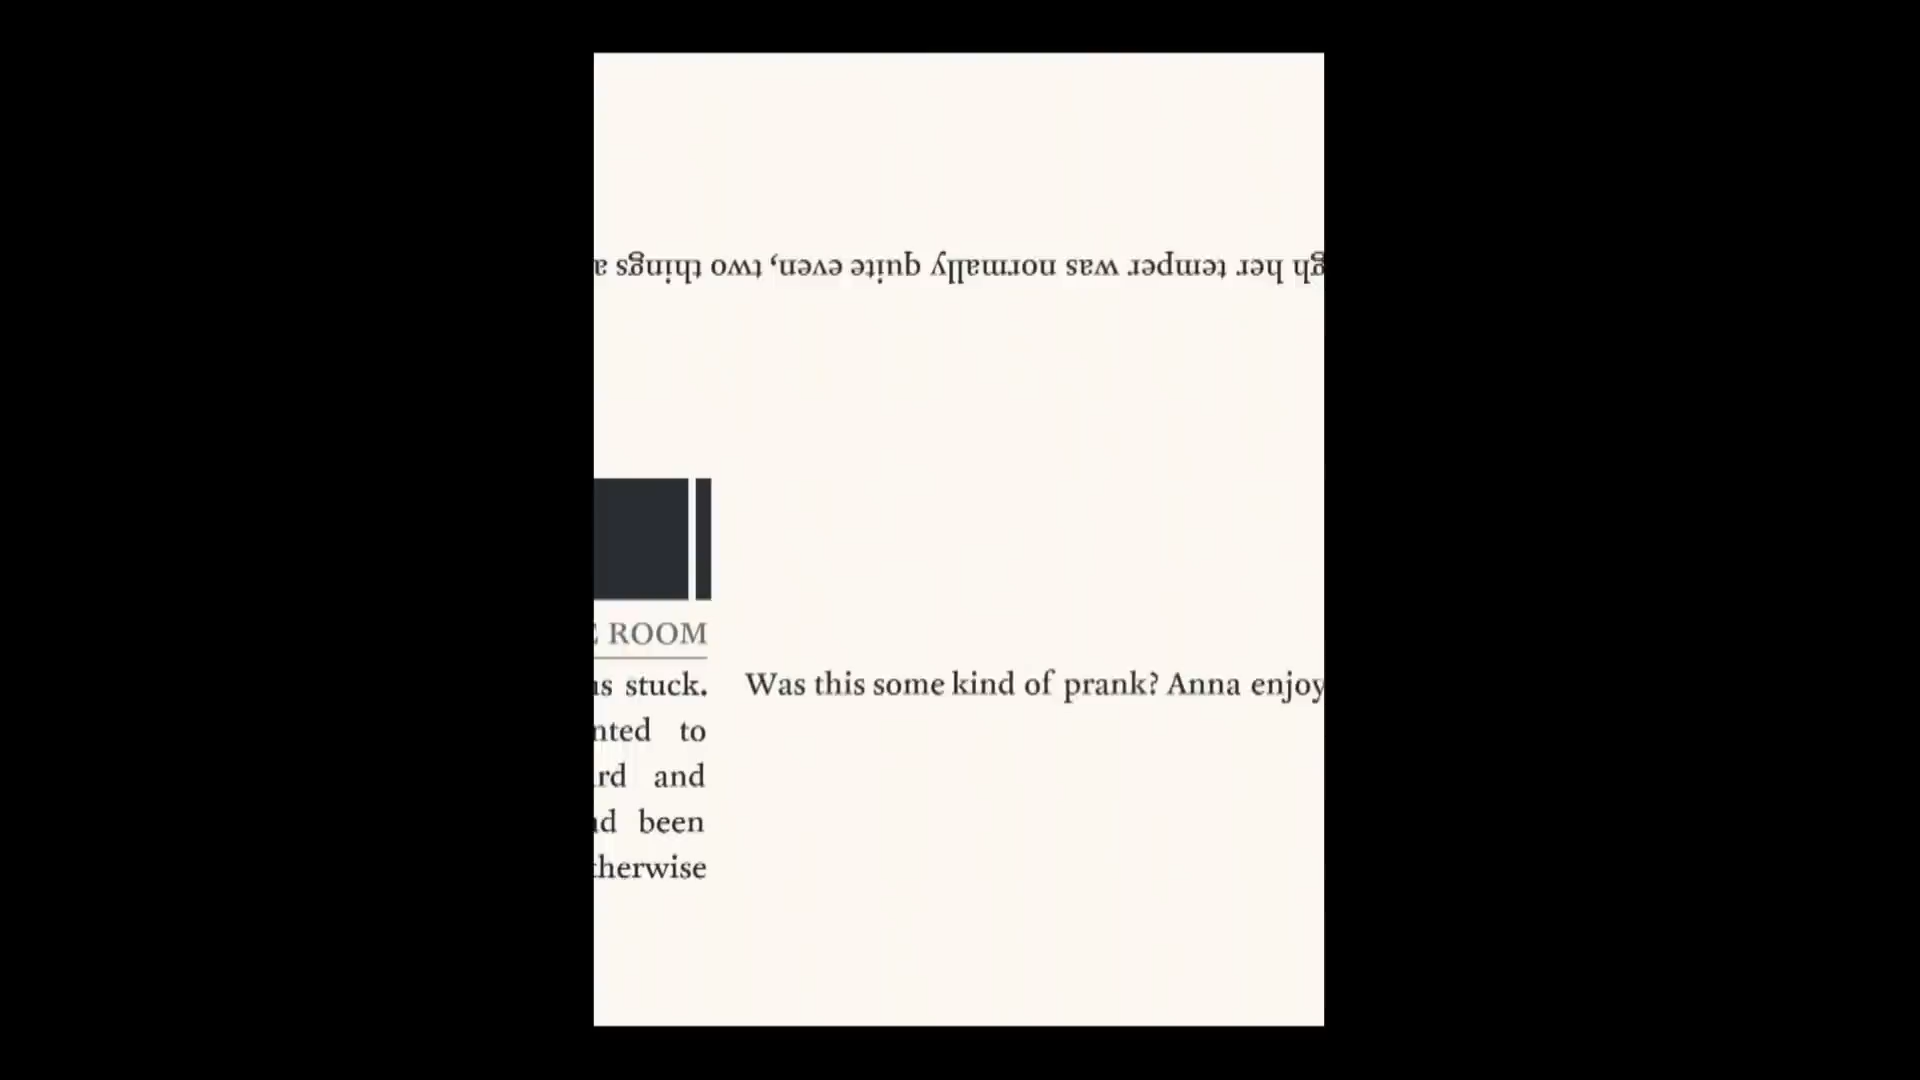 gh her temper was normally quite even, two things a
E ROOM
s stuck.
Was this some kind of prank? Anna enjoy
nted to
rd and
d been
therwise